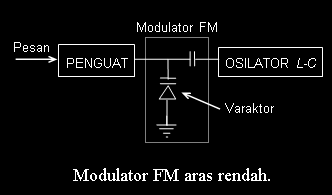 Modulator FM
Pesan
PENGUAT
OSILATOR L-C
Varaktor
Modulator FM aras rendah.